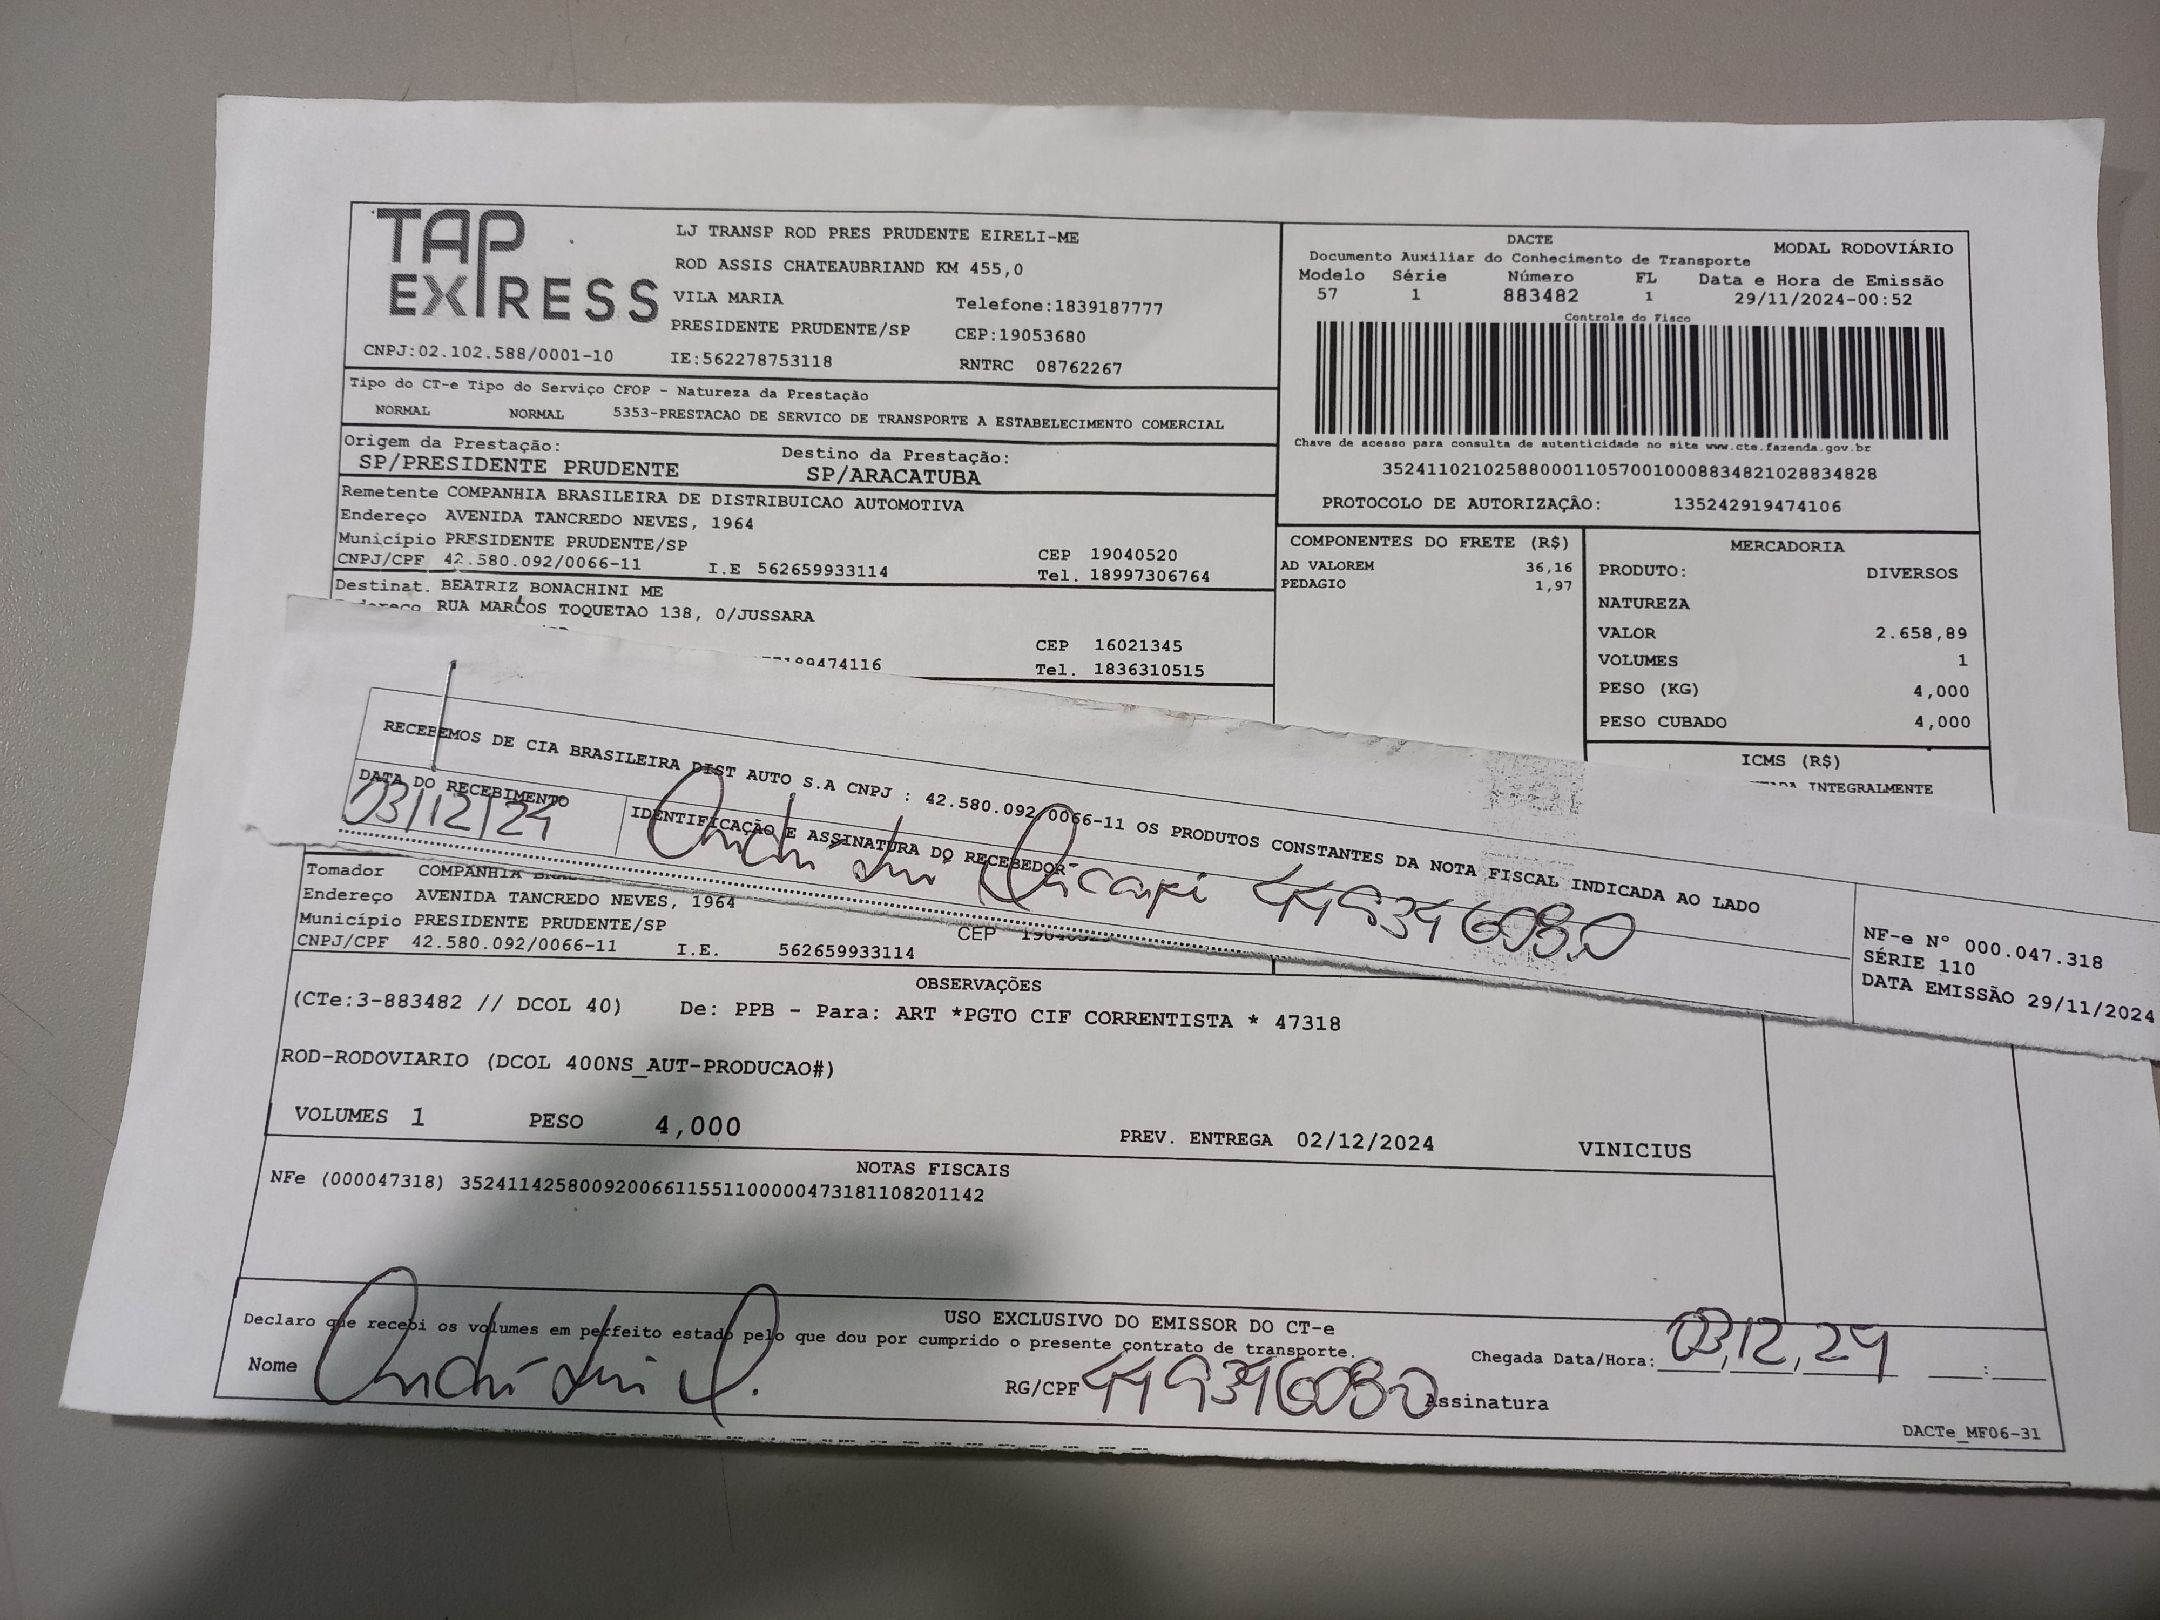 TAP EXPRESS
LJ TRANSP ROD PRES PRUDENTE EIRELI-ME
ROD ASSIS CHATEAUBRIAND KM 455,0
VILA MARIA Telefone:1839187777
PRESIDENTE PRUDENTE/SP CEP:19053680
CNPJ:02.102.588/0001-10 IE:562278753118 RNTRC 08762267
DACTE MODAL RODOVIÁRIO
Documento Auxiliar do Conhecimento de Transporte
Modelo Série Número FL Data e Hora de Emissão
57 1 883482 1 29/11/2024-00:52
Controle do Fisco
Chave de acesso para consulta de autenticidade no site www.cte.fazenda.gov.br
35241102102588000110570010008834821028834828
PROTOCOLO DE AUTORIZAÇÃO: 135242919474106
Tipo do CT-e Tipo do Serviço CFOP - Natureza da Prestação
NORMAL NORMAL 5353-PRESTACAO DE SERVICO DE TRANSPORTE A ESTABELECIMENTO COMERCIAL
Origem da Prestação: Destino da Prestação:
SP/PRESIDENTE PRUDENTE SP/ARACATUBA
Remetente COMPANHIA BRASILEIRA DE DISTRIBUICAO AUTOMOTIVA
Endereço AVENIDA TANCREDO NEVES, 1964
Município PRESIDENTE PRUDENTE/SP CEP 19040520
CNPJ/CPF 42.580.092/0066-11 I.E 562659933114 Tel. 18997306764
Destinat. BEATRIZ BONACHINI ME
RUA MARCOS TOQUETAO 138, 0/JUSSARA
CEP 16021345
Tel. 1836310515
COMPONENTES DO FRETE (R$)
AD VALOREM 36,16
PEDAGIO 1,97
MERCADORIA
PRODUTO: DIVERSOS
NATUREZA
VALOR 2.658,89
VOLUMES 1
PESO (KG) 4,000
PESO CUBADO 4,000
ICMS (R$)
INTEGRALMENTE
RECEBEMOS DE CIA BRASILEIRA DIST AUTO S.A CNPJ : 42.580.092/0066-11 OS PRODUTOS CONSTANTES DA NOTA FISCAL INDICADA AO LADO
DATA DO RECEBIMENTO IDENTIFICAÇÃO E ASSINATURA DO RECEBEDOR
03/12/24 449346080
NF-e Nº 000.047.318
SÉRIE 110
DATA EMISSÃO 29/11/2024
Tomador COMPANHIA
Endereço AVENIDA TANCREDO NEVES, 1964
Município PRESIDENTE PRUDENTE/SP CEP
CNPJ/CPF 42.580.092/0066-11 I.E. 562659933114
OBSERVAÇÕES
(CTe:3-883482 // DCOL 40) De: PPB - Para: ART *PGTO CIF CORRENTISTA * 47318
ROD-RODOVIARIO (DCOL 400NS_AUT-PRODUCAO#)
VOLUMES 1 PESO 4,000 PREV. ENTREGA 02/12/2024 VINICIUS
NOTAS FISCAIS
NFe (000047318) 35241142580092006611551100000473181108201142
USO EXCLUSIVO DO EMISSOR DO CT-e
Declaro que recebi os volumes em perfeito estado pelo que dou por cumprido o presente contrato de transporte.
Nome RG/CPF 449346080 Assinatura Chegada Data/Hora: 03,12,24 :
DACTe_MF06-31